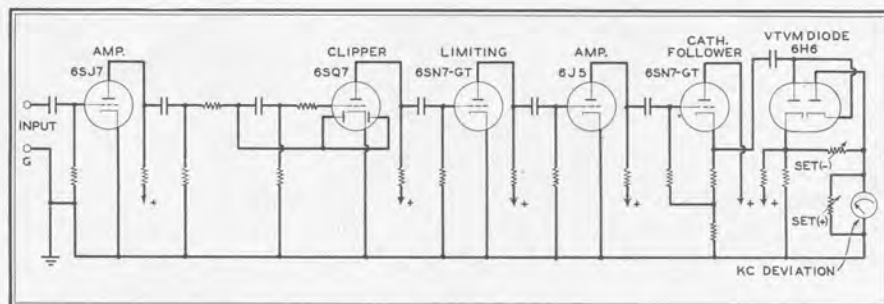 AMP.
6SJ7
CLIPPER
6SQ7
LIMITING
6SN7-GT
AMP.
6J5
CATH.
FOLLOWER
6SN7-GT
VTVM DIODE
6H6
INPUT
G
+
+
+
+
+
+
SET(-)
SET(+)
KC DEVIATION